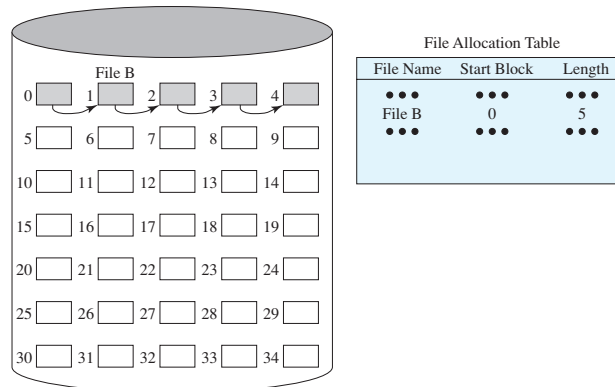 File B
0 1 2 3 4
5 6 7 8 9
10 11 12 13 14
15 16 17 18 19
20 21 22 23 24
25 26 27 28 29
30 31 32 33 34
File Allocation Table
File Name Start Block Length
••• ••• •••
File B 0 5
••• ••• •••